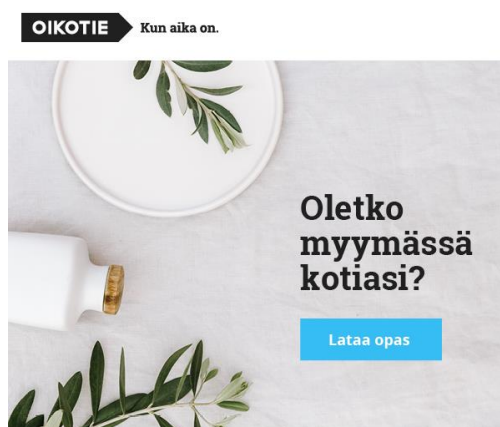 OIKOTIE Kun aika on.
Oletko
myymässä
kotiasi?
Lataa opas